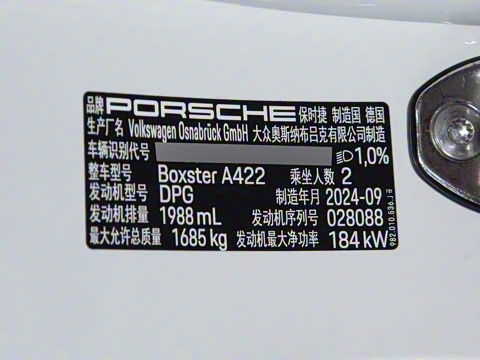 品牌 PORSCHE 保时捷 制造国 德国
生产厂名 Volkswagen Osnabrück GmbH 大众奥斯纳布吕克有限公司制造
车辆识别代号 1,0%
整车型号 Boxster A422 乘坐人数 2
发动机型号 DPG 制造年月 2024-09
发动机排量 1988 mL 发动机序列号 028088
最大允许总质量 1685 kg 发动机最大净功率 184 kW
982.010.536.J